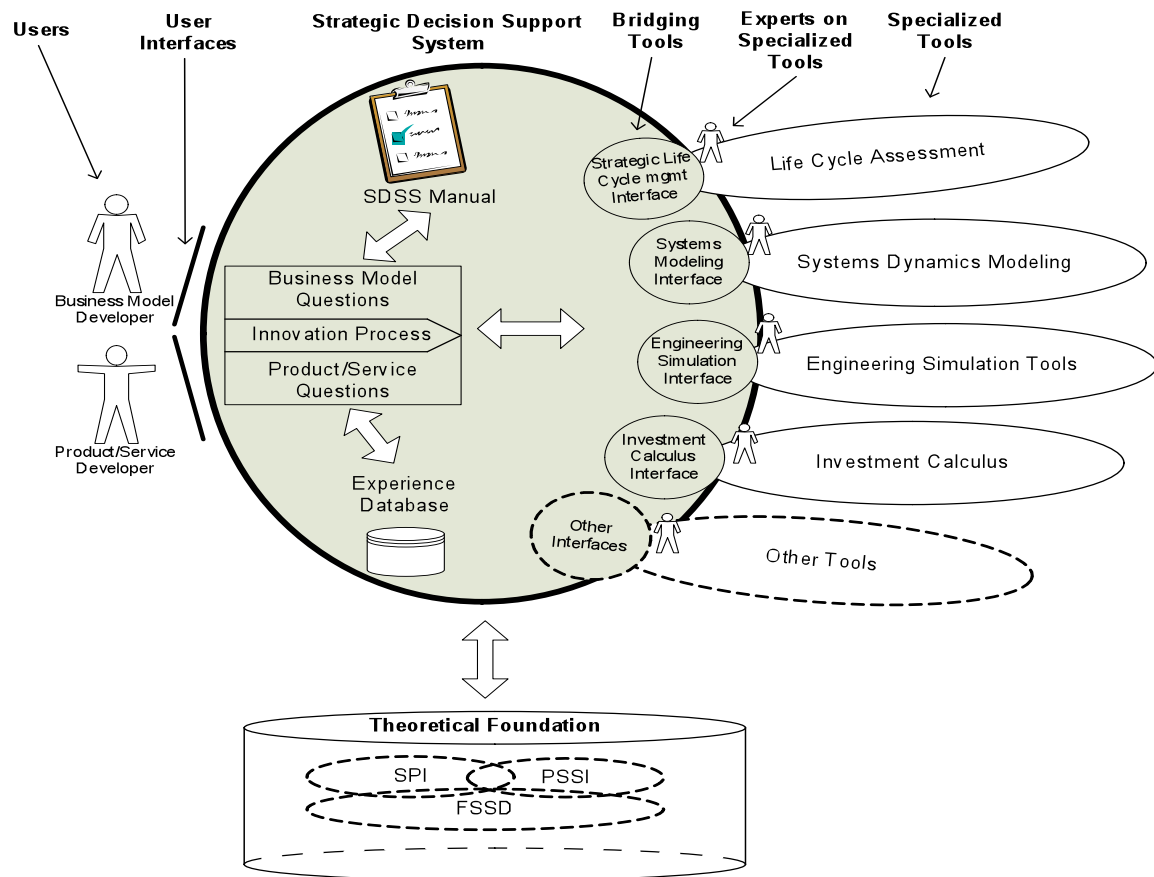 Users
User
Interfaces
Strategic Decision Support
System
Bridging
Tools
Experts on
Specialized
Tools
Specialized
Tools
SDSS Manual
Business Model
Questions
Innovation Process
Product/Service
Questions
Experience
Database
Business Model
Developer
Product/Service
Developer
Strategic Life
Cycle mgmt
Interface
Life Cycle Assessment
Systems
Modeling
Interface
Systems Dynamics Modeling
Engineering
Simulation
Interface
Engineering Simulation Tools
Investment
Calculus
Interface
Investment Calculus
Other
Interfaces
Other Tools
Theoretical Foundation
SPI
PSSI
FSSD